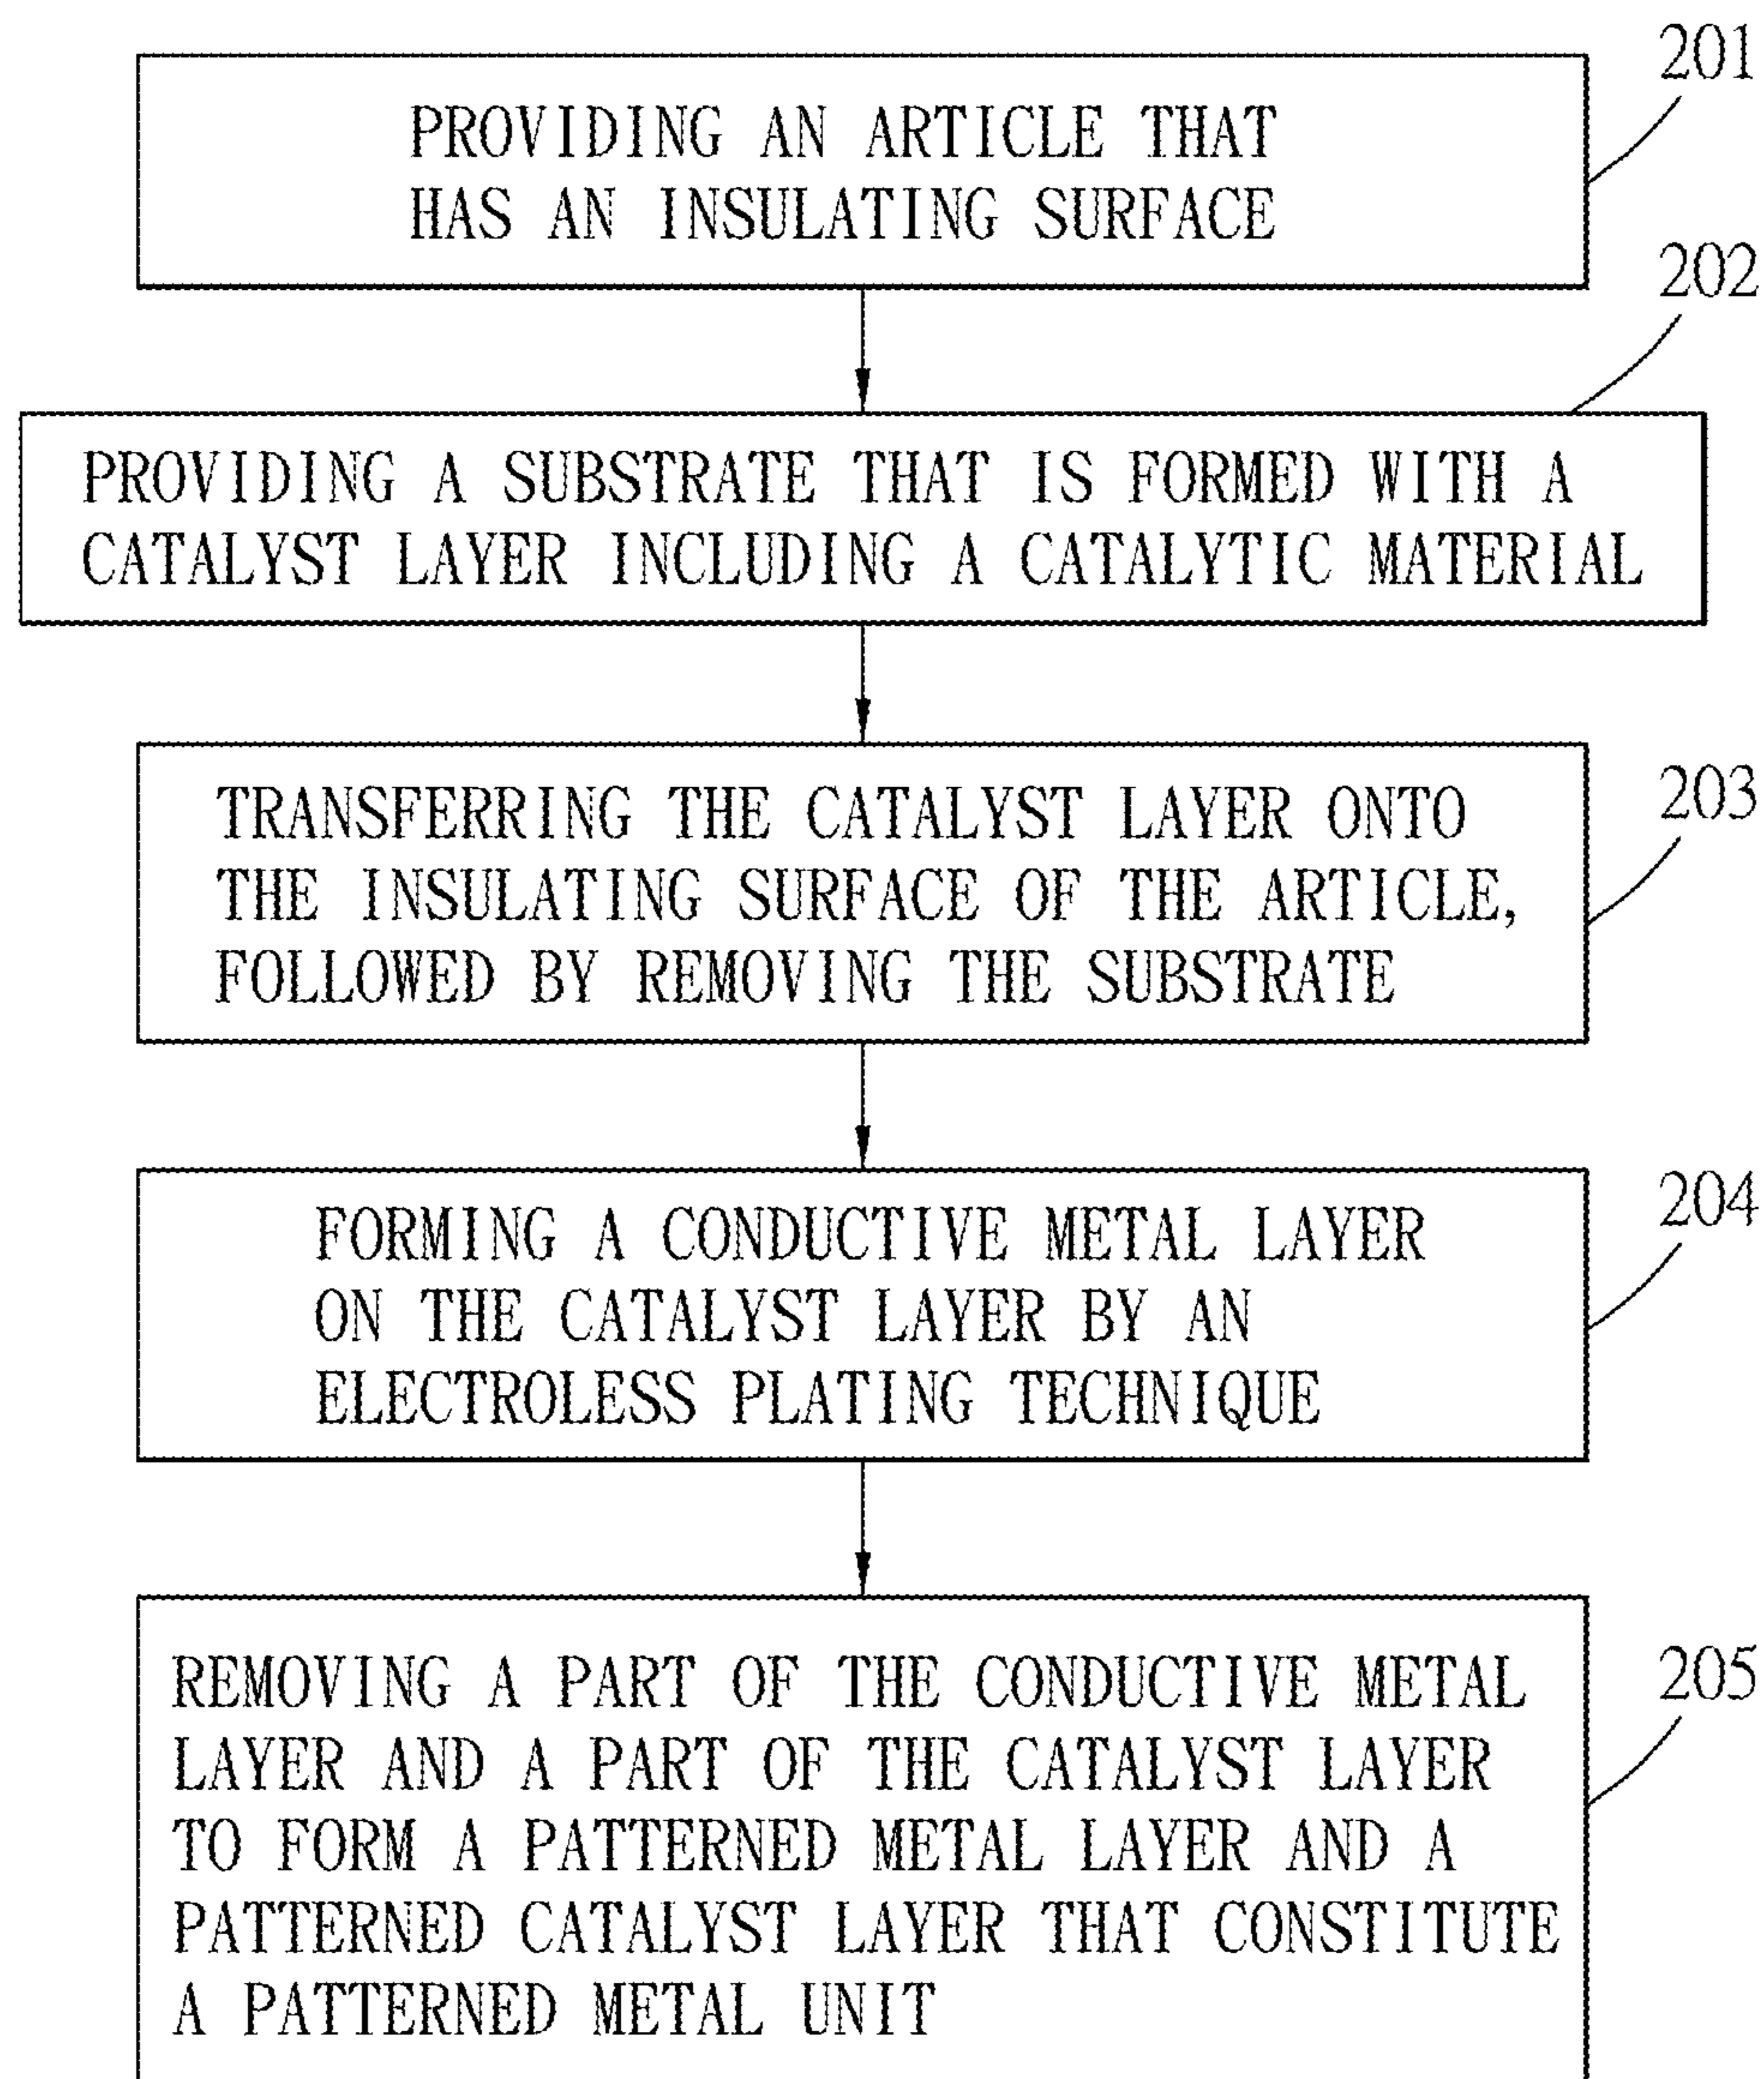 201
PROVIDING AN ARTICLE THAT
HAS AN INSULATING SURFACE
202
PROVIDING A SUBSTRATE THAT IS FORMED WITH A
CATALYST LAYER INCLUDING A CATALYTIC MATERIAL
203
TRANSFERRING THE CATALYST LAYER ONTO
THE INSULATING SURFACE OF THE ARTICLE,
FOLLOWED BY REMOVING THE SUBSTRATE
204
FORMING A CONDUCTIVE METAL LAYER
ON THE CATALYST LAYER BY AN
ELECTROLESS PLATING TECHNIQUE
205
REMOVING A PART OF THE CONDUCTIVE METAL
LAYER AND A PART OF THE CATALYST LAYER
TO FORM A PATTERNED METAL LAYER AND A
PATTERNED CATALYST LAYER THAT CONSTITUTE
A PATTERNED METAL UNIT